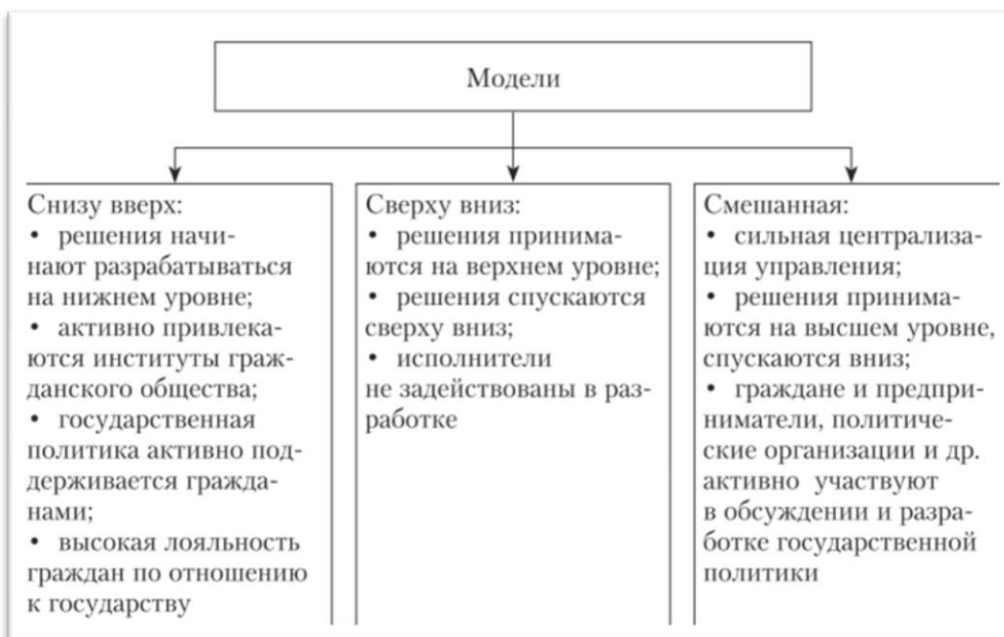 Модели
Снизу вверх:
• решения начи-
нают разрабатываться
на нижнем уровне;
• активно привлека-
ются институты граж-
данского общества;
• государственная
политика активно под-
держивается гражда-
нами;
• высокая лояльность
граждан по отношению
к государству
Сверху вниз:
• решения принима-
ются на верхнем уровне;
• решения спускаются
сверху вниз;
• исполнители
не задействованы в раз-
работке
Смешанная:
• сильная централиза-
ция управления;
• решения принима-
ются на высшем уровне,
спускаются вниз;
• граждане и предпри-
ниматели, политиче-
ские организации и др.
активно участвуют
в обсуждении и разра-
ботке государственной
политики